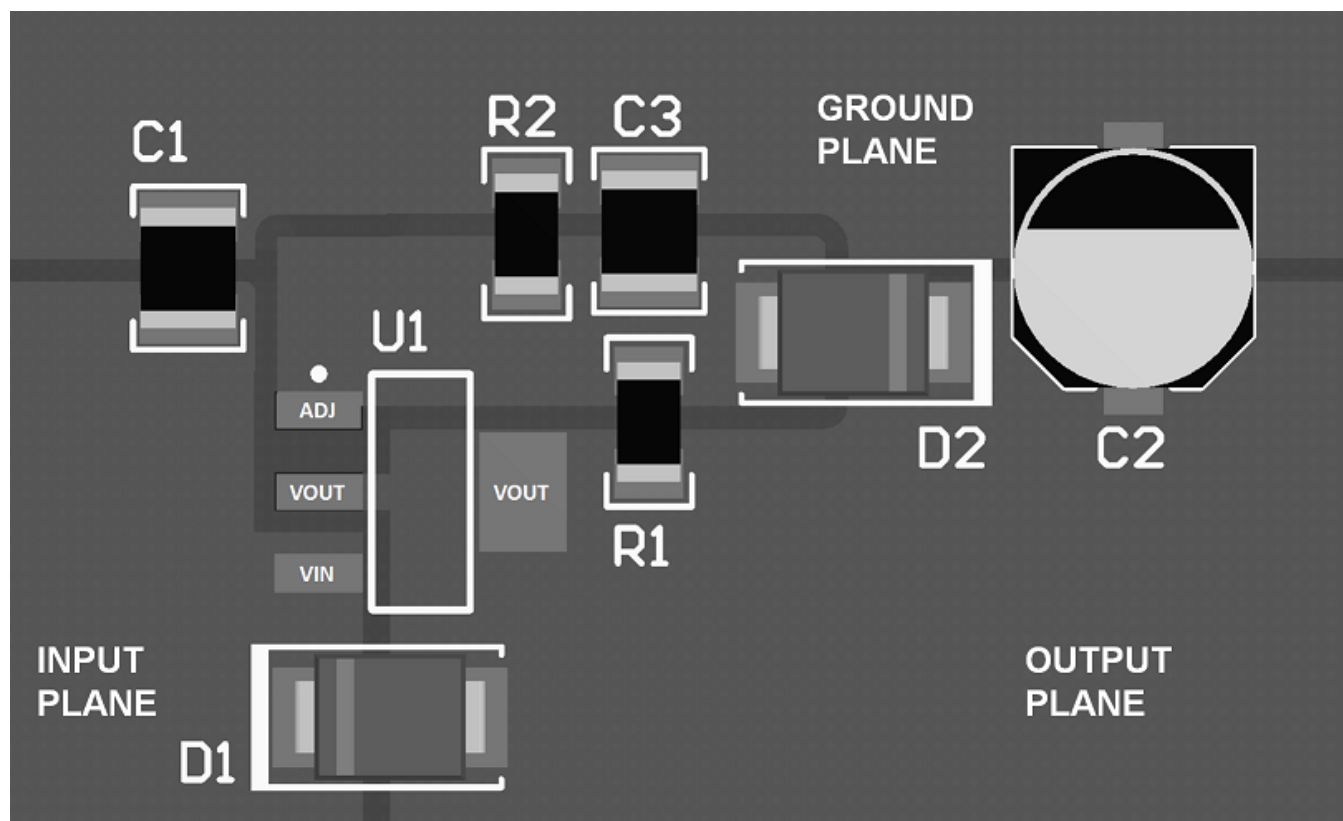 R2
C3
GROUND
PLANE
C1
U1
ADJ
VOUT
VOUT
VIN
R1
D2
C2
INPUT
PLANE
D1
OUTPUT
PLANE